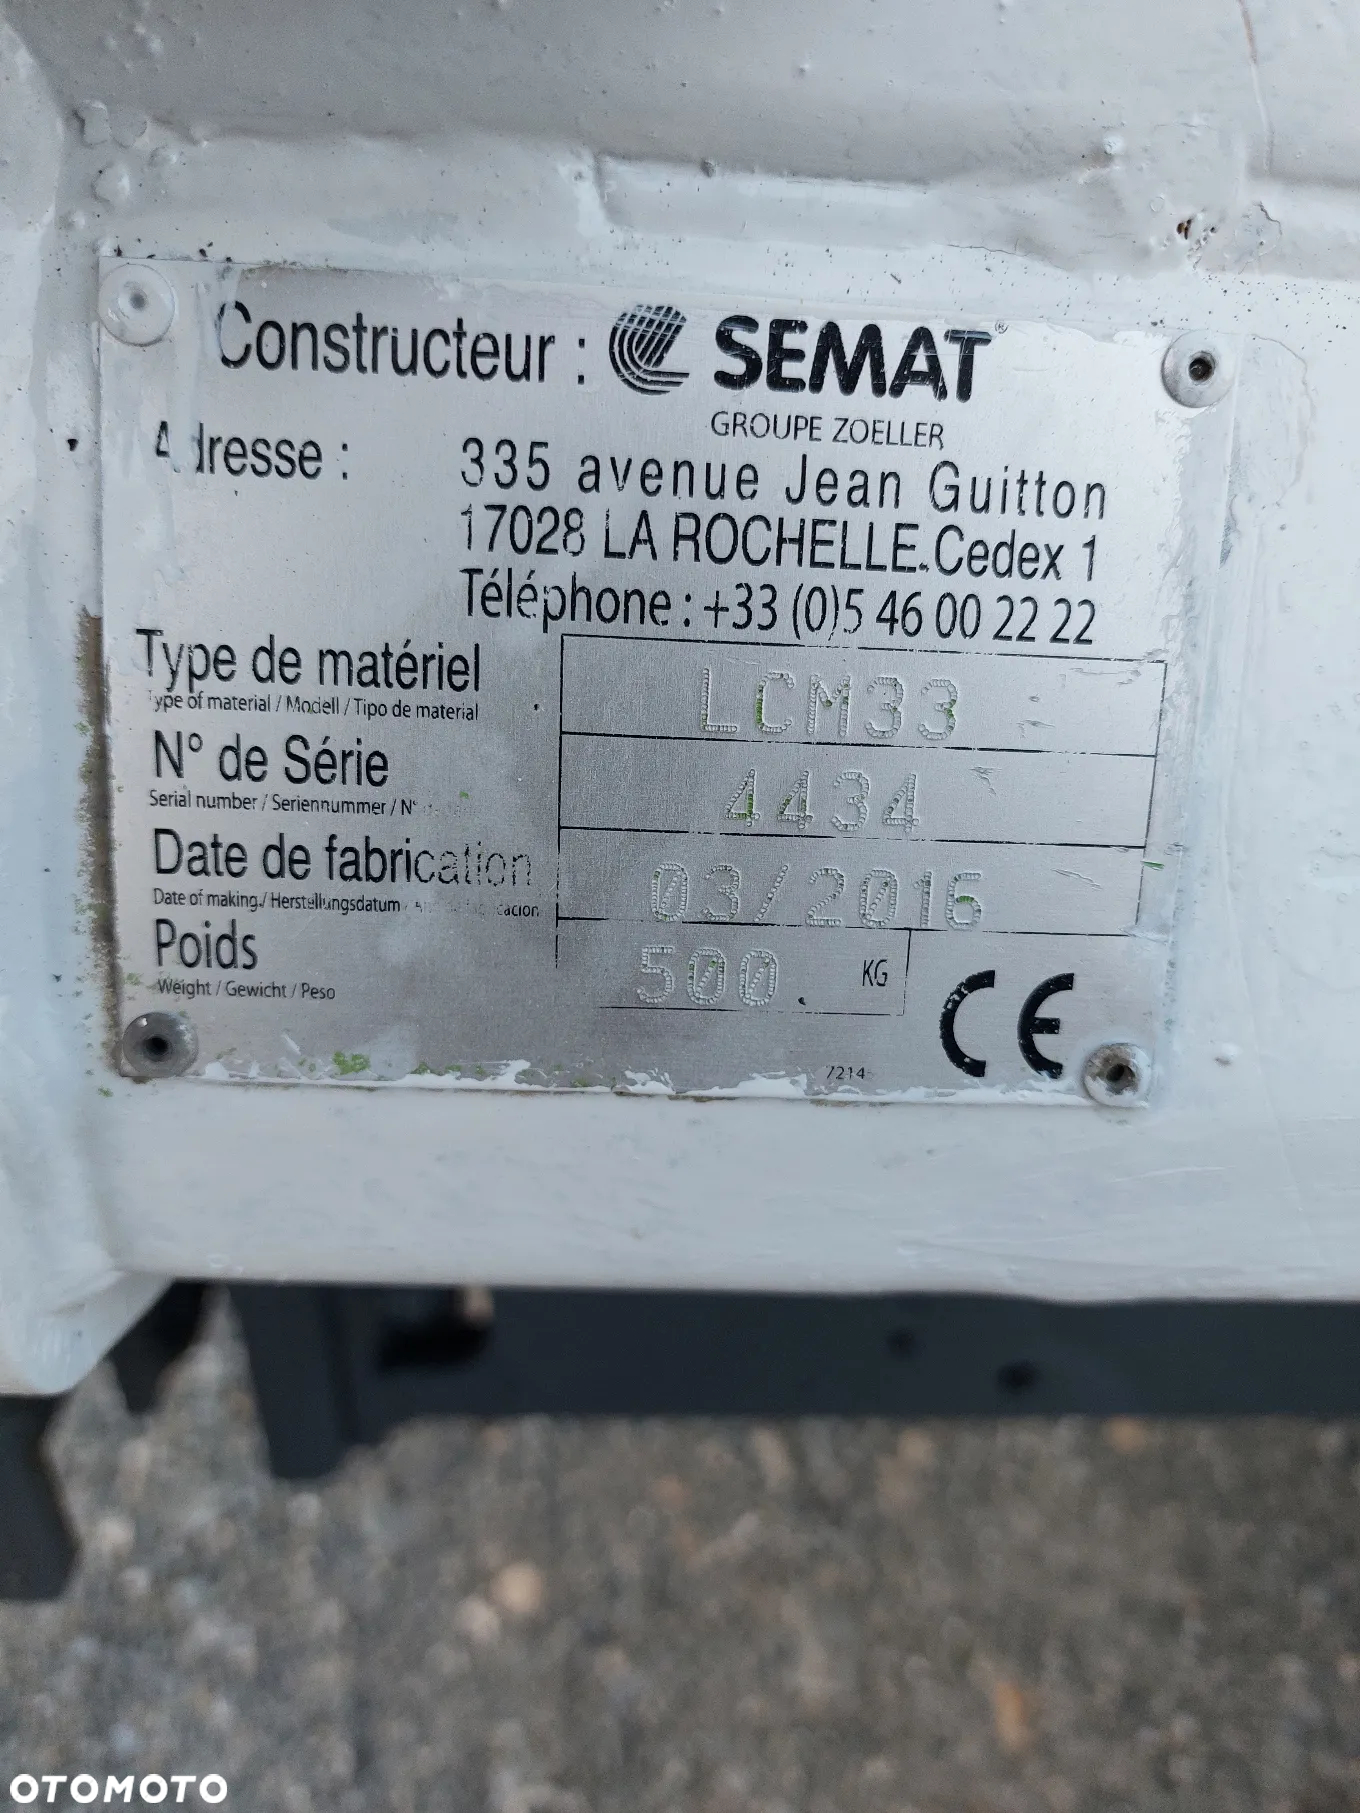 Constructeur : SEMAT®
GROUPE ZOELLER
Adresse : 335 avenue Jean Guitton
17028 LA ROCHELLE Cedex 1
Téléphone : +33 (0)5 46 00 22 22
Type de matériel LCM33
Type of material / Modell / Tipo de material
N° de Série 4434
Serial number / Seriennummer / N°
Date de fabrication 03/2016
Date of making / Herstellungsdatum /
Poids 500. KG
Weight / Gewicht / Peso
CE
7214
OTOMOTO